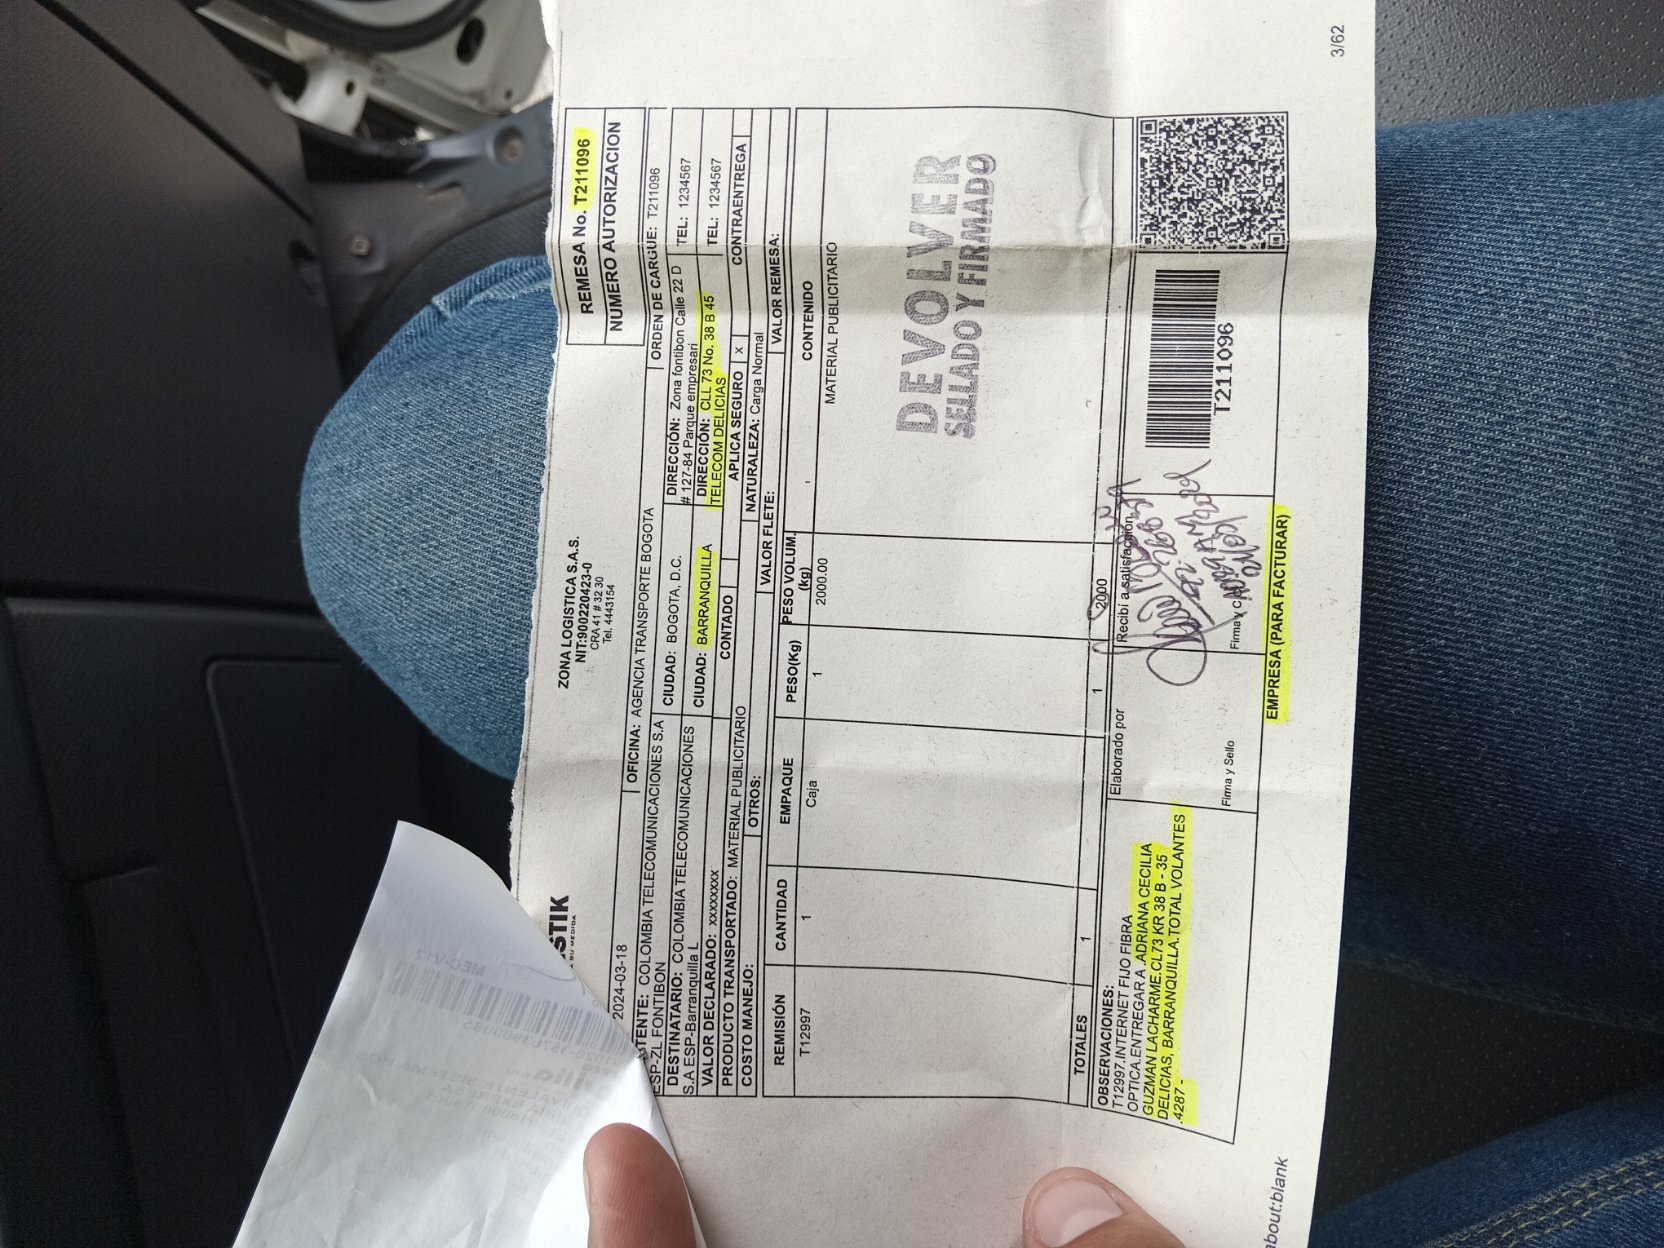 3/62
STIK
A SU MEDIDA
ZONA LOGISTICA S.A.S.
NIT:900220423-0
CRA 41 # 32 30
Tel. 4443154
REMESA No. T211096
NUMERO AUTORIZACION
2024-03-18
OFICINA: AGENCIA TRANSPORTE BOGOTA
ORDEN DE CARGUE: T211096
ITENTE: COLOMBIA TELECOMUNICACIONES S.A
ESP-ZL FONTIBON
CIUDAD: BOGOTA, D.C.
DIRECCIÓN: Zona fontibon Calle 22 D
# 127-84 Parque empresari
TEL: 1234567
DESTINATARIO: COLOMBIA TELECOMUNICACIONES
S.A ESP-Barranquilla L
CIUDAD: BARRANQUILLA
DIRECCIÓN: CLL 73 No. 38 B 45
TELECOM DELICIAS
TEL: 1234567
VALOR DECLARADO: xxxxxxxx
CONTADO
APLICA SEGURO X
CONTRAENTREGA
PRODUCTO TRANSPORTADO: MATERIAL PUBLICITARIO
NATURALEZA: Carga Normal
COSTO MANEJO:
OTROS:
VALOR FLETE:
VALOR REMESA:
REMISIÓN
CANTIDAD
EMPAQUE
PESO(Kg)
PESO VOLUM.
(kg)
CONTENIDO
T12997
1
Caja
1
2000.00
MATERIAL PUBLICITARIO
DEVOLVER
SELLADO Y FIRMADO
TOTALES
1
1
2000
OBSERVACIONES:
T12997.INTERNET FIJO FIBRA
OPTICA.ENTREGAR A .ADRIANA CECILIA
GUZMAN LACHARME.CL73 KR 38 B - 35
DELICIAS, BARRANQUILLA.TOTAL VOLANTES
.4287 -
Elaborado por
Firma y Sello
Recibí a satisfacción
Firma y C
T211096
EMPRESA (PARA FACTURAR)
about:blank